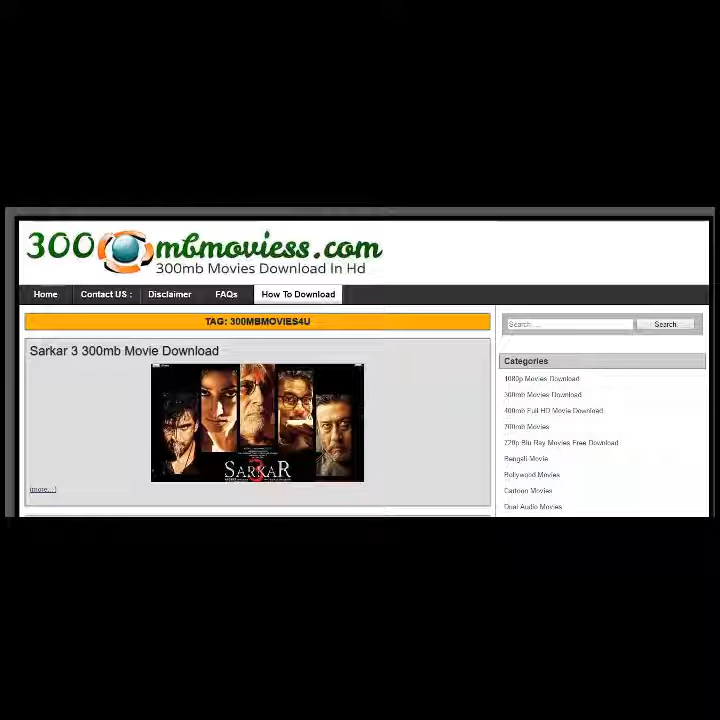 300mbmoviess.com
300mb Movies Download In Hd
Home Contact US : Disclaimer FAQs How To Download
TAG: 300MBMOVIES4U
Search ...
Search
Sarkar 3 300mb Movie Download
SARKAR
3
(more…)
Categories
1080p Movies Download
300mb Movies Download
400mb Full HD Movie Download
700mb Movies
720p Blu Ray Movies Free Download
Bengali Movie
Bollywood Movies
Cartoon Movies
Dual Audio Movies